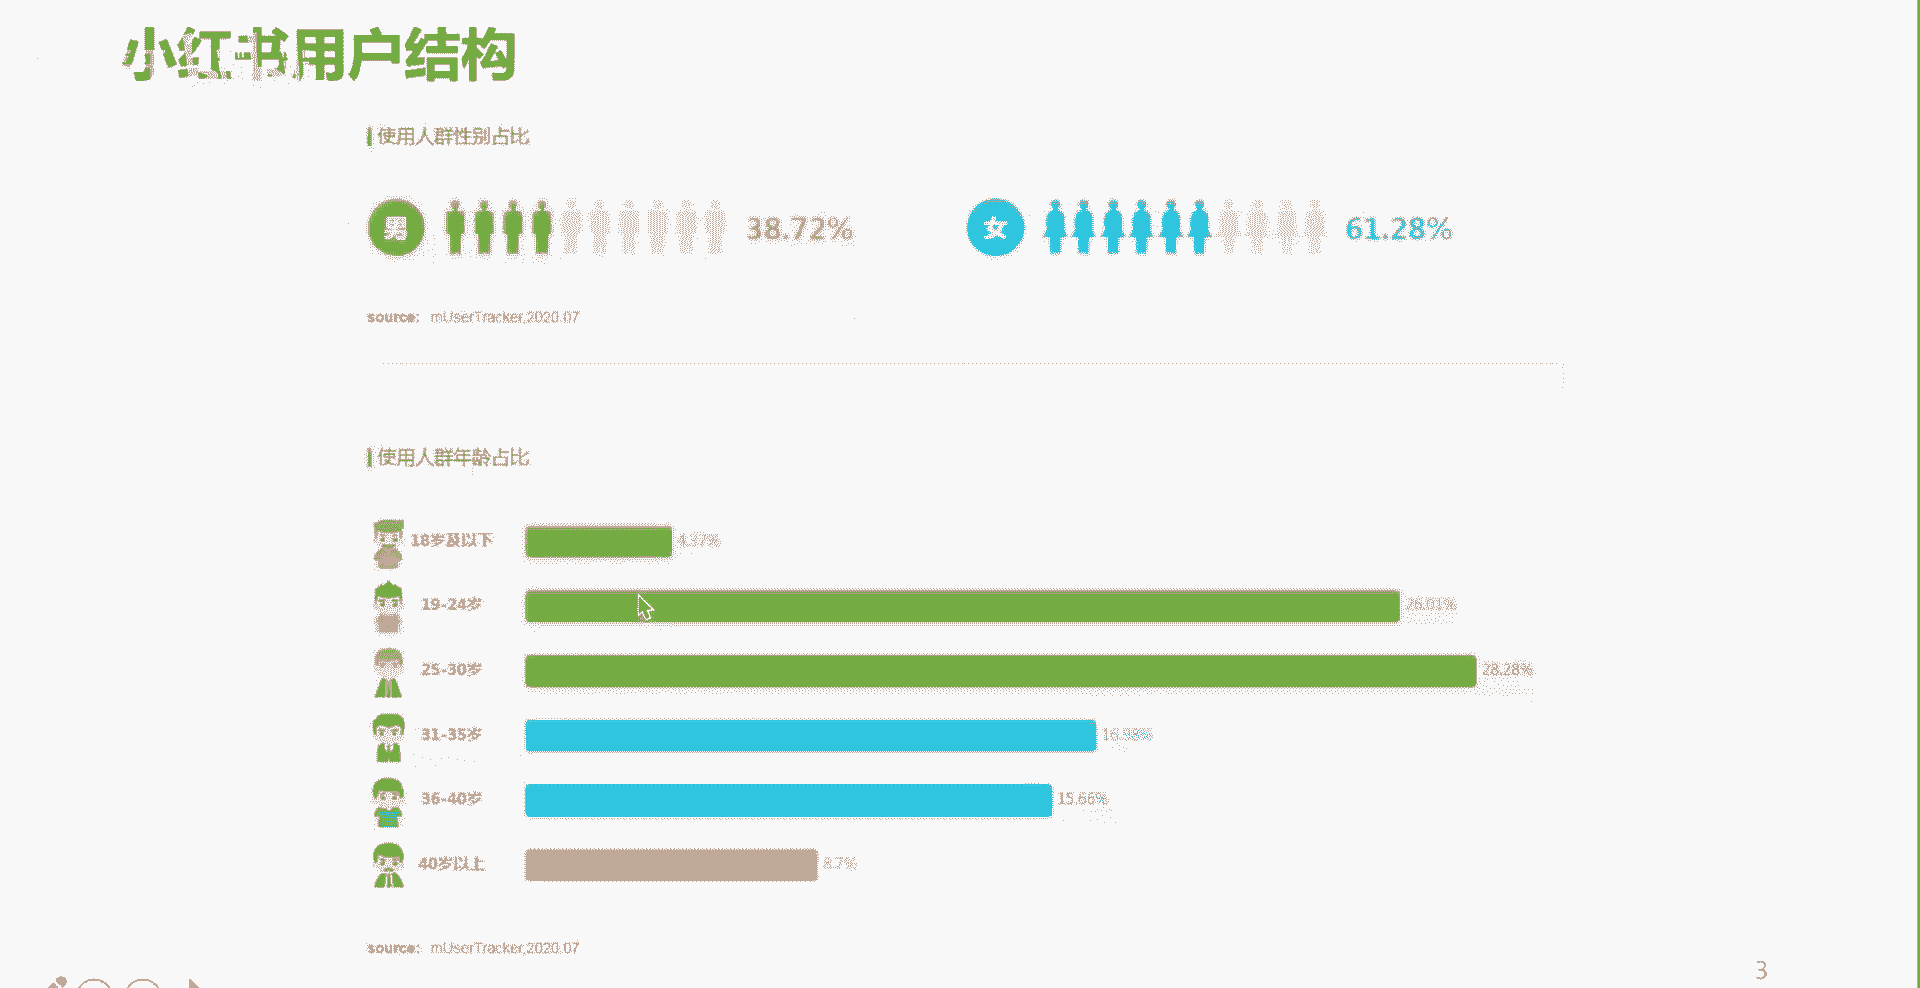 小红书用户结构
使用人群性别占比
男 38.72% 女 61.28%
source: mUserTracker,2020.07
使用人群年龄占比
18岁及以下 4.37%
19-24岁 26.01%
25-30岁 28.28%
31-35岁 16.98%
36-40岁 15.66%
40岁以上 8.7%
source: mUserTracker,2020.07
3